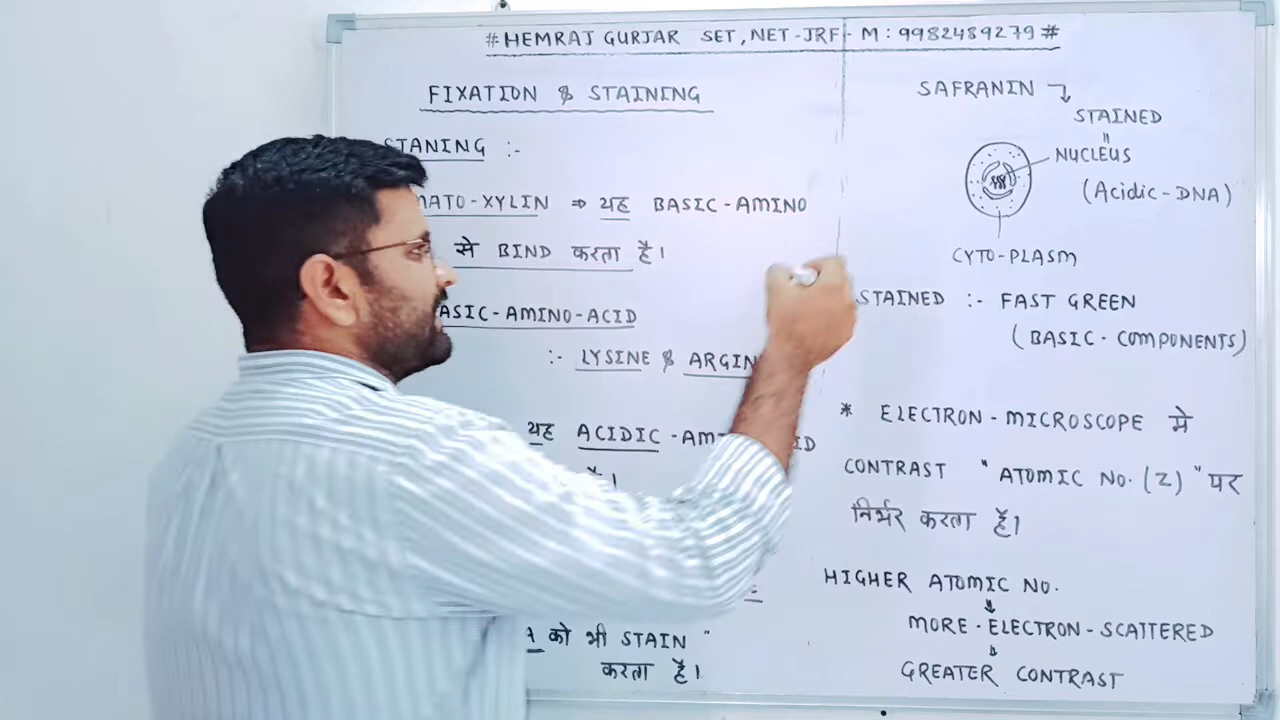 #HEMRAJ GURJAR SET, NET-JRF - M: 9982489279#
FIXATION & STAINING
STANING :-
MATO-XYLIN ⇒ यह BASIC-AMINO
से BIND करता है।
ASIC-AMINO-ACID
:- LYSINE & ARGIN
यह ACIDIC -AM ID
है।
को भी STAIN "
करता है।
SAFRANIN
STAINED
NUCLEUS
(Acidic-DNA)
CYTO-PLASM
STAINED :- FAST GREEN
(BASIC-COMPONENTS)
* ELECTRON-MICROSCOPE मे
CONTRAST "ATOMIC NO. (Z)" पर
निर्भर करता है।
HIGHER ATOMIC NO.
MORE-ELECTRON-SCATTERED
GREATER CONTRAST